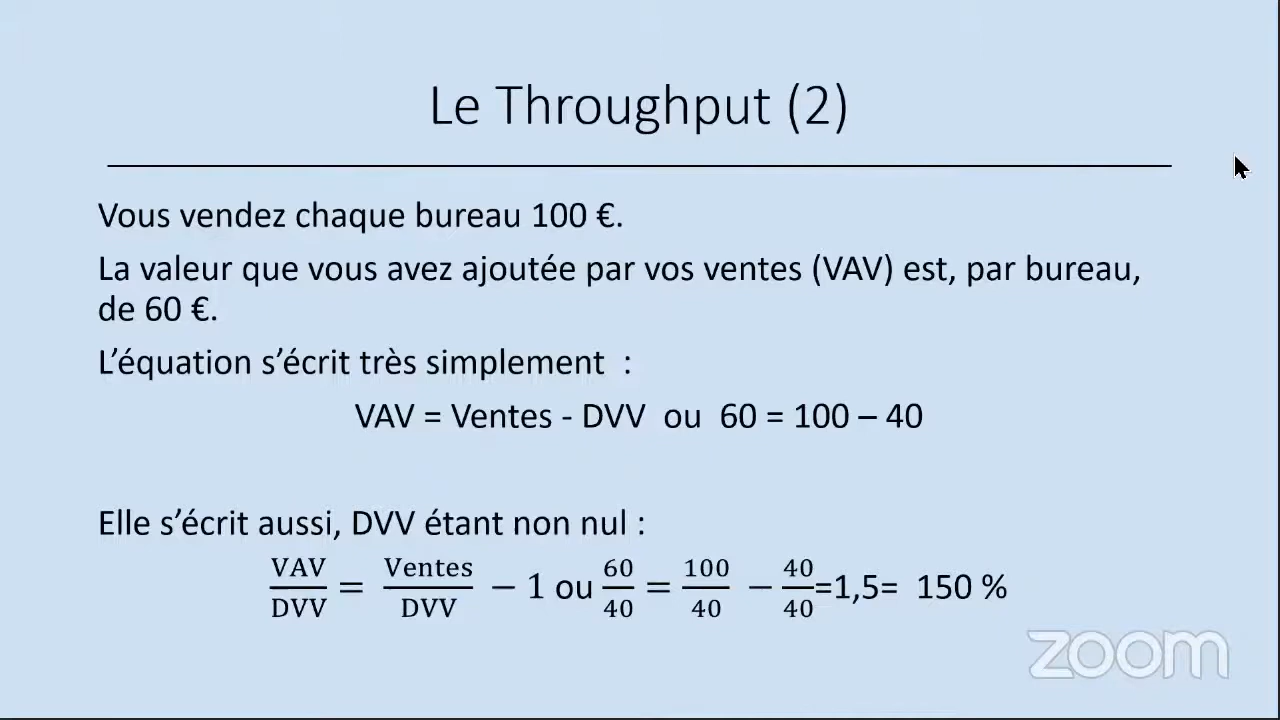 Le Throughput (2)
Vous vendez chaque bureau 100 €.
La valeur que vous avez ajoutée par vos ventes (VAV) est, par bureau,
de 60 €.
L’équation s’écrit très simplement  :
VAV = Ventes - DVV  ou  60 = 100 – 40
Elle s’écrit aussi, DVV étant non nul :
VAV/DVV = Ventes/DVV − 1 ou 60/40 = 100/40 − 40/40=1,5=  150 %
zoom